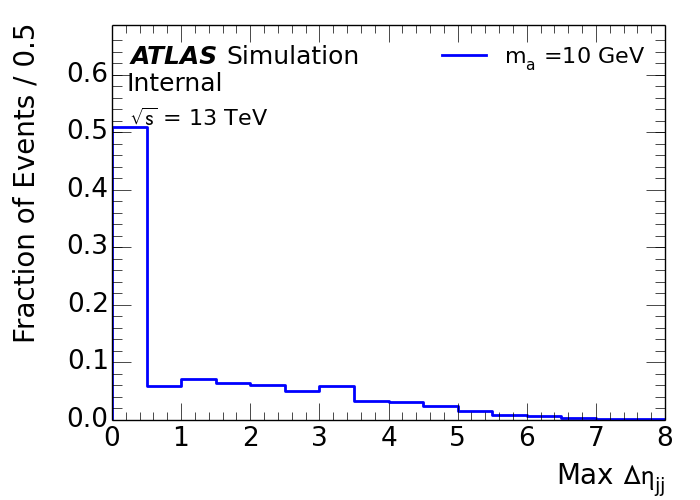 Fraction of Events / 0.5
0.6
0.5
0.4
0.3
0.2
0.1
0.0
ATLAS Simulation
Internal
√s = 13 TeV
mₐ =10 GeV
0 1 2 3 4 5 6 7 8
Max Δη_jj